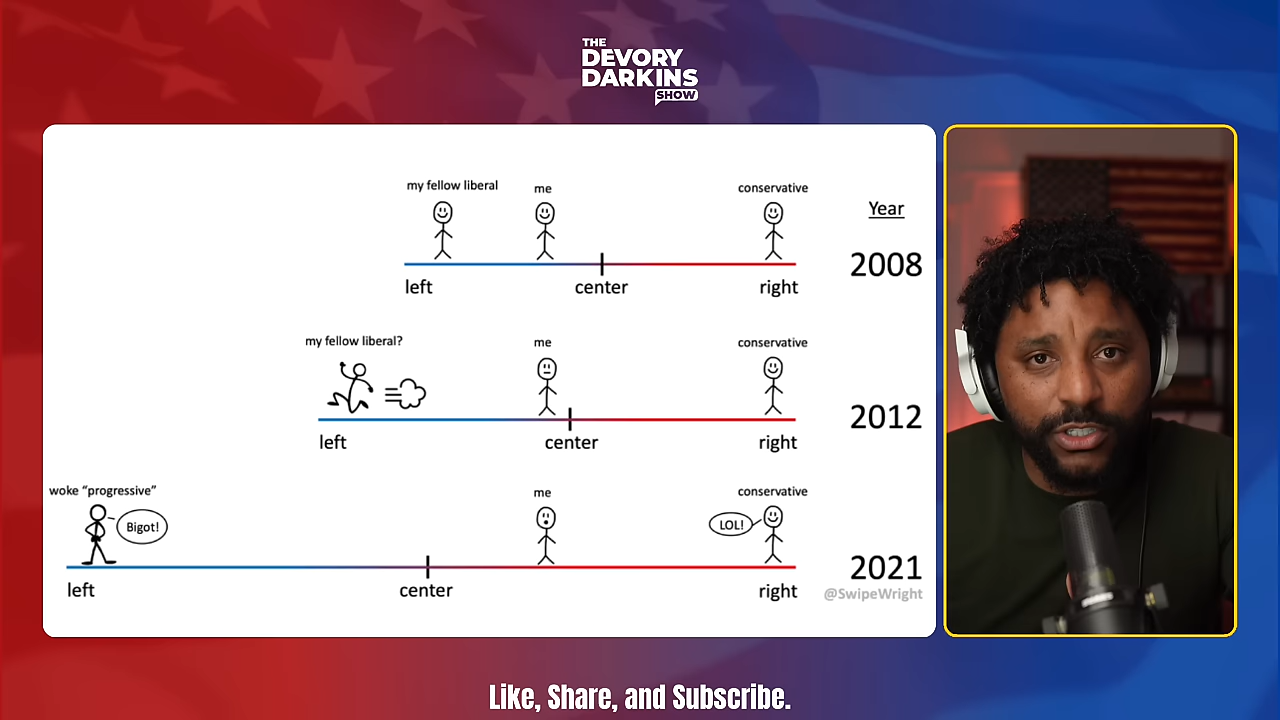 THE
DEVORY
DARKINS
SHOW
my fellow liberal
me
conservative
Year
2008
left
center
right
my fellow liberal?
me
conservative
2012
left
center
right
woke “progressive”
Bigot!
me
conservative
LOL!
2021
left
center
right
@SwipeWright
Like, Share, and Subscribe.